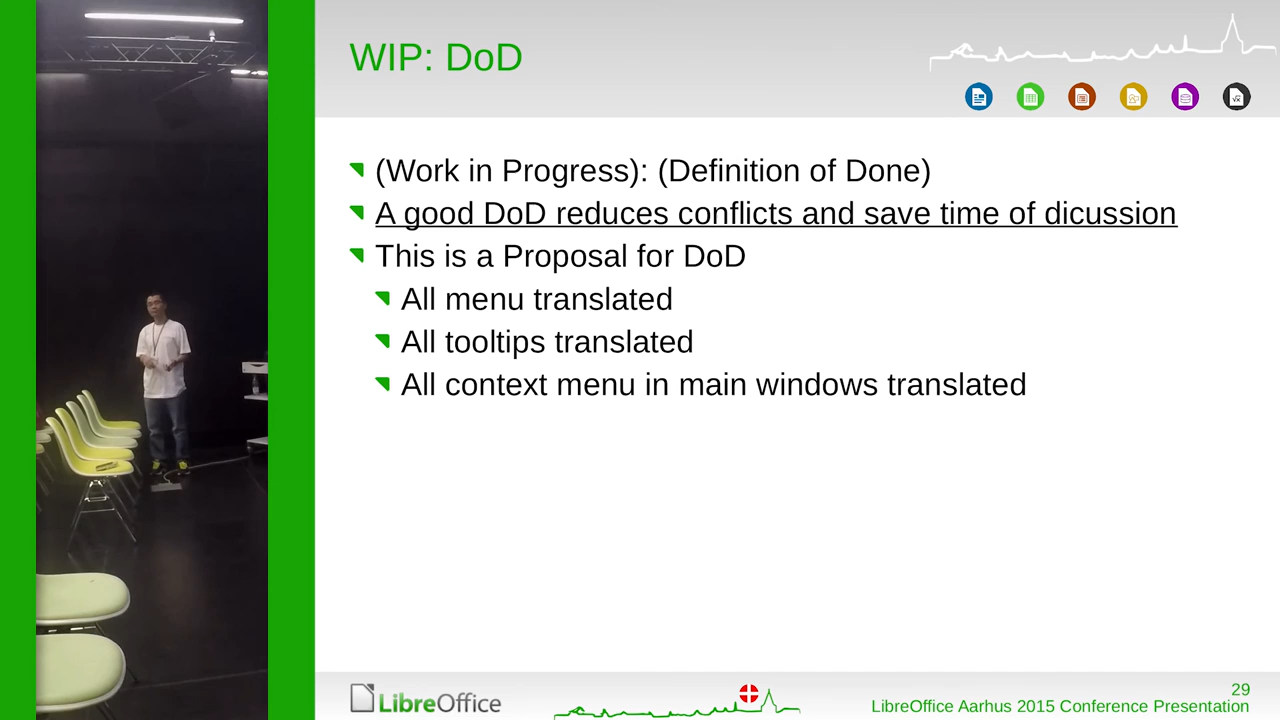 WIP: DoD
(Work in Progress): (Definition of Done)
A good DoD reduces conflicts and save time of dicussion
This is a Proposal for DoD
All menu translated
All tooltips translated
All context menu in main windows translated
LibreOffice
29
LibreOffice Aarhus 2015 Conference Presentation